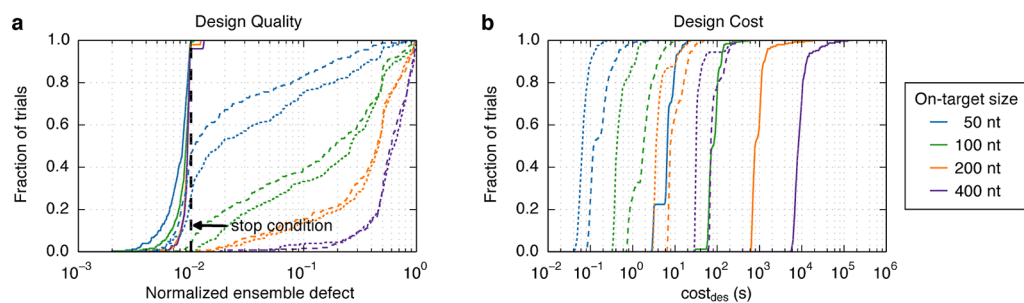 a
Design Quality
Fraction of trials
1.0
0.8
0.6
0.4
0.2
0.0
stop condition
10⁻³
10⁻²
10⁻¹
10⁰
Normalized ensemble defect
b
Design Cost
Fraction of trials
1.0
0.8
0.6
0.4
0.2
0.0
10⁻²
10⁻¹
10⁰
10¹
10²
10³
10⁴
10⁵
10⁶
cost_des (s)
On-target size
50 nt
100 nt
200 nt
400 nt